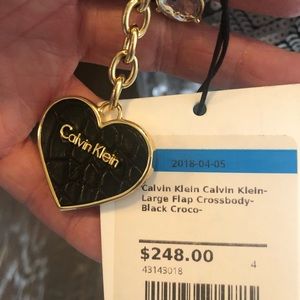 Calvin Klein
2018-04-05
Calvin Klein Calvin Klein-
Large Flap Crossbody-
Black Croco-
$248.00
43143018 4